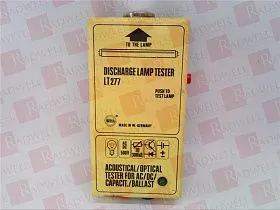 TO THE LAMP
DISCHARGE LAMP TESTER
LT 277
PUSH TO
TEST LAMP
MADE IN W. GERMANY
ACOUSTICAL/OPTICAL
TESTER FOR AC/DC/
CAPACIT./BALLAST